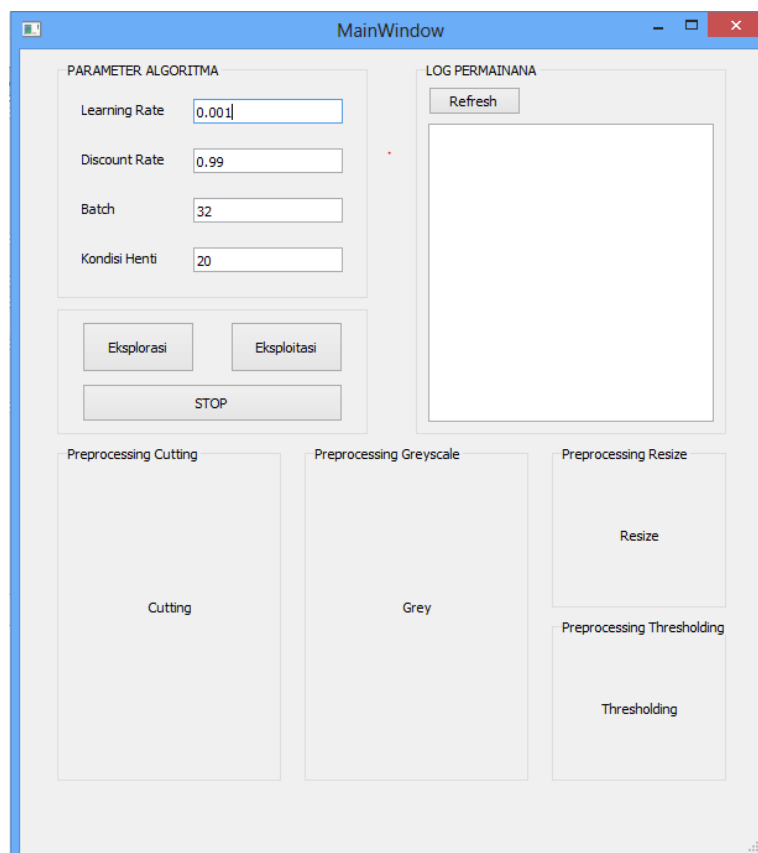 MainWindow
PARAMETER ALGORITMA
Learning Rate 0.001
Discount Rate 0.99
Batch 32
Kondisi Henti 20
Eksplorasi Eksploitasi
STOP
LOG PERMAINANA
Refresh
Preprocessing Cutting
Cutting
Preprocessing Greyscale
Grey
Preprocessing Resize
Resize
Preprocessing Thresholding
Thresholding